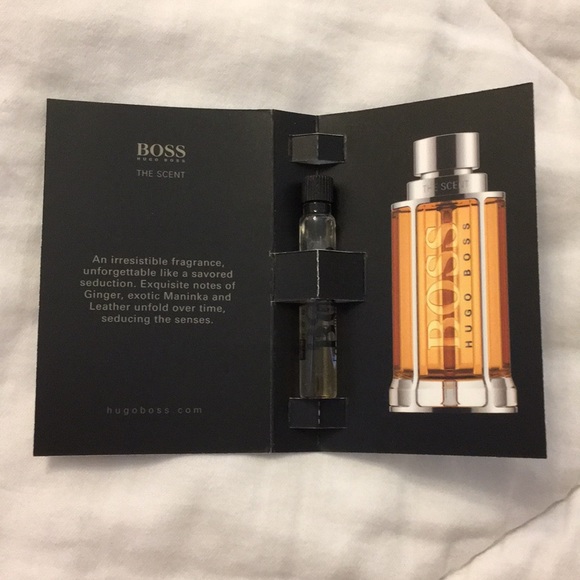 BOSS
HUGO BOSS
THE SCENT
An irresistible fragrance,
unforgettable like a savored
seduction. Exquisite notes of
Ginger, exotic Maninka and
Leather unfold over time,
seducing the senses.
hugoboss.com
THE SCENT
BOSS
HUGO BOSS